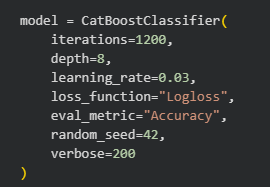 model = CatBoostClassifier(
    iterations=1200,
    depth=8,
    learning_rate=0.03,
    loss_function="Logloss",
    eval_metric="Accuracy",
    random_seed=42,
    verbose=200
)